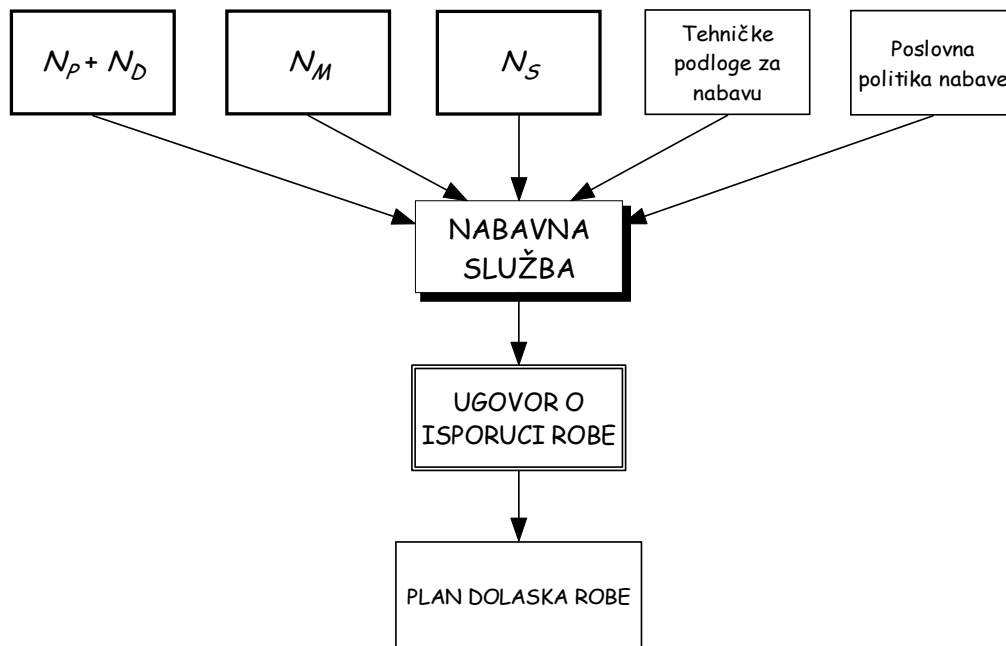 N_P + N_D
N_M
N_S
Tehničke
podloge za
nabavu
Poslovna
politika nabave
NABAVNA
SLUŽBA
UGOVOR O
ISPORUCI ROBE
PLAN DOLASKA ROBE